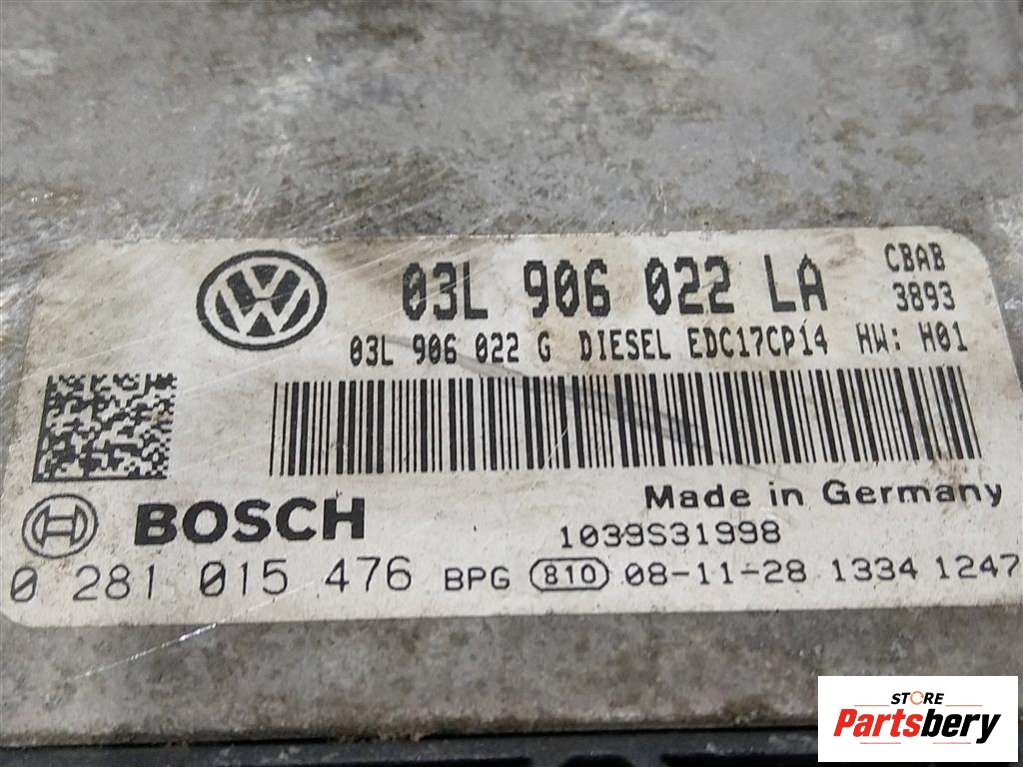 03L 906 022 LA CBAB
3893
03L 906 022 G DIESEL EDC17CP14 HW: H01
Made in Germany
BOSCH
1039S31998
0 281 015 476 BPG 810 08-11-28 1334 1247
STORE
Partsbery